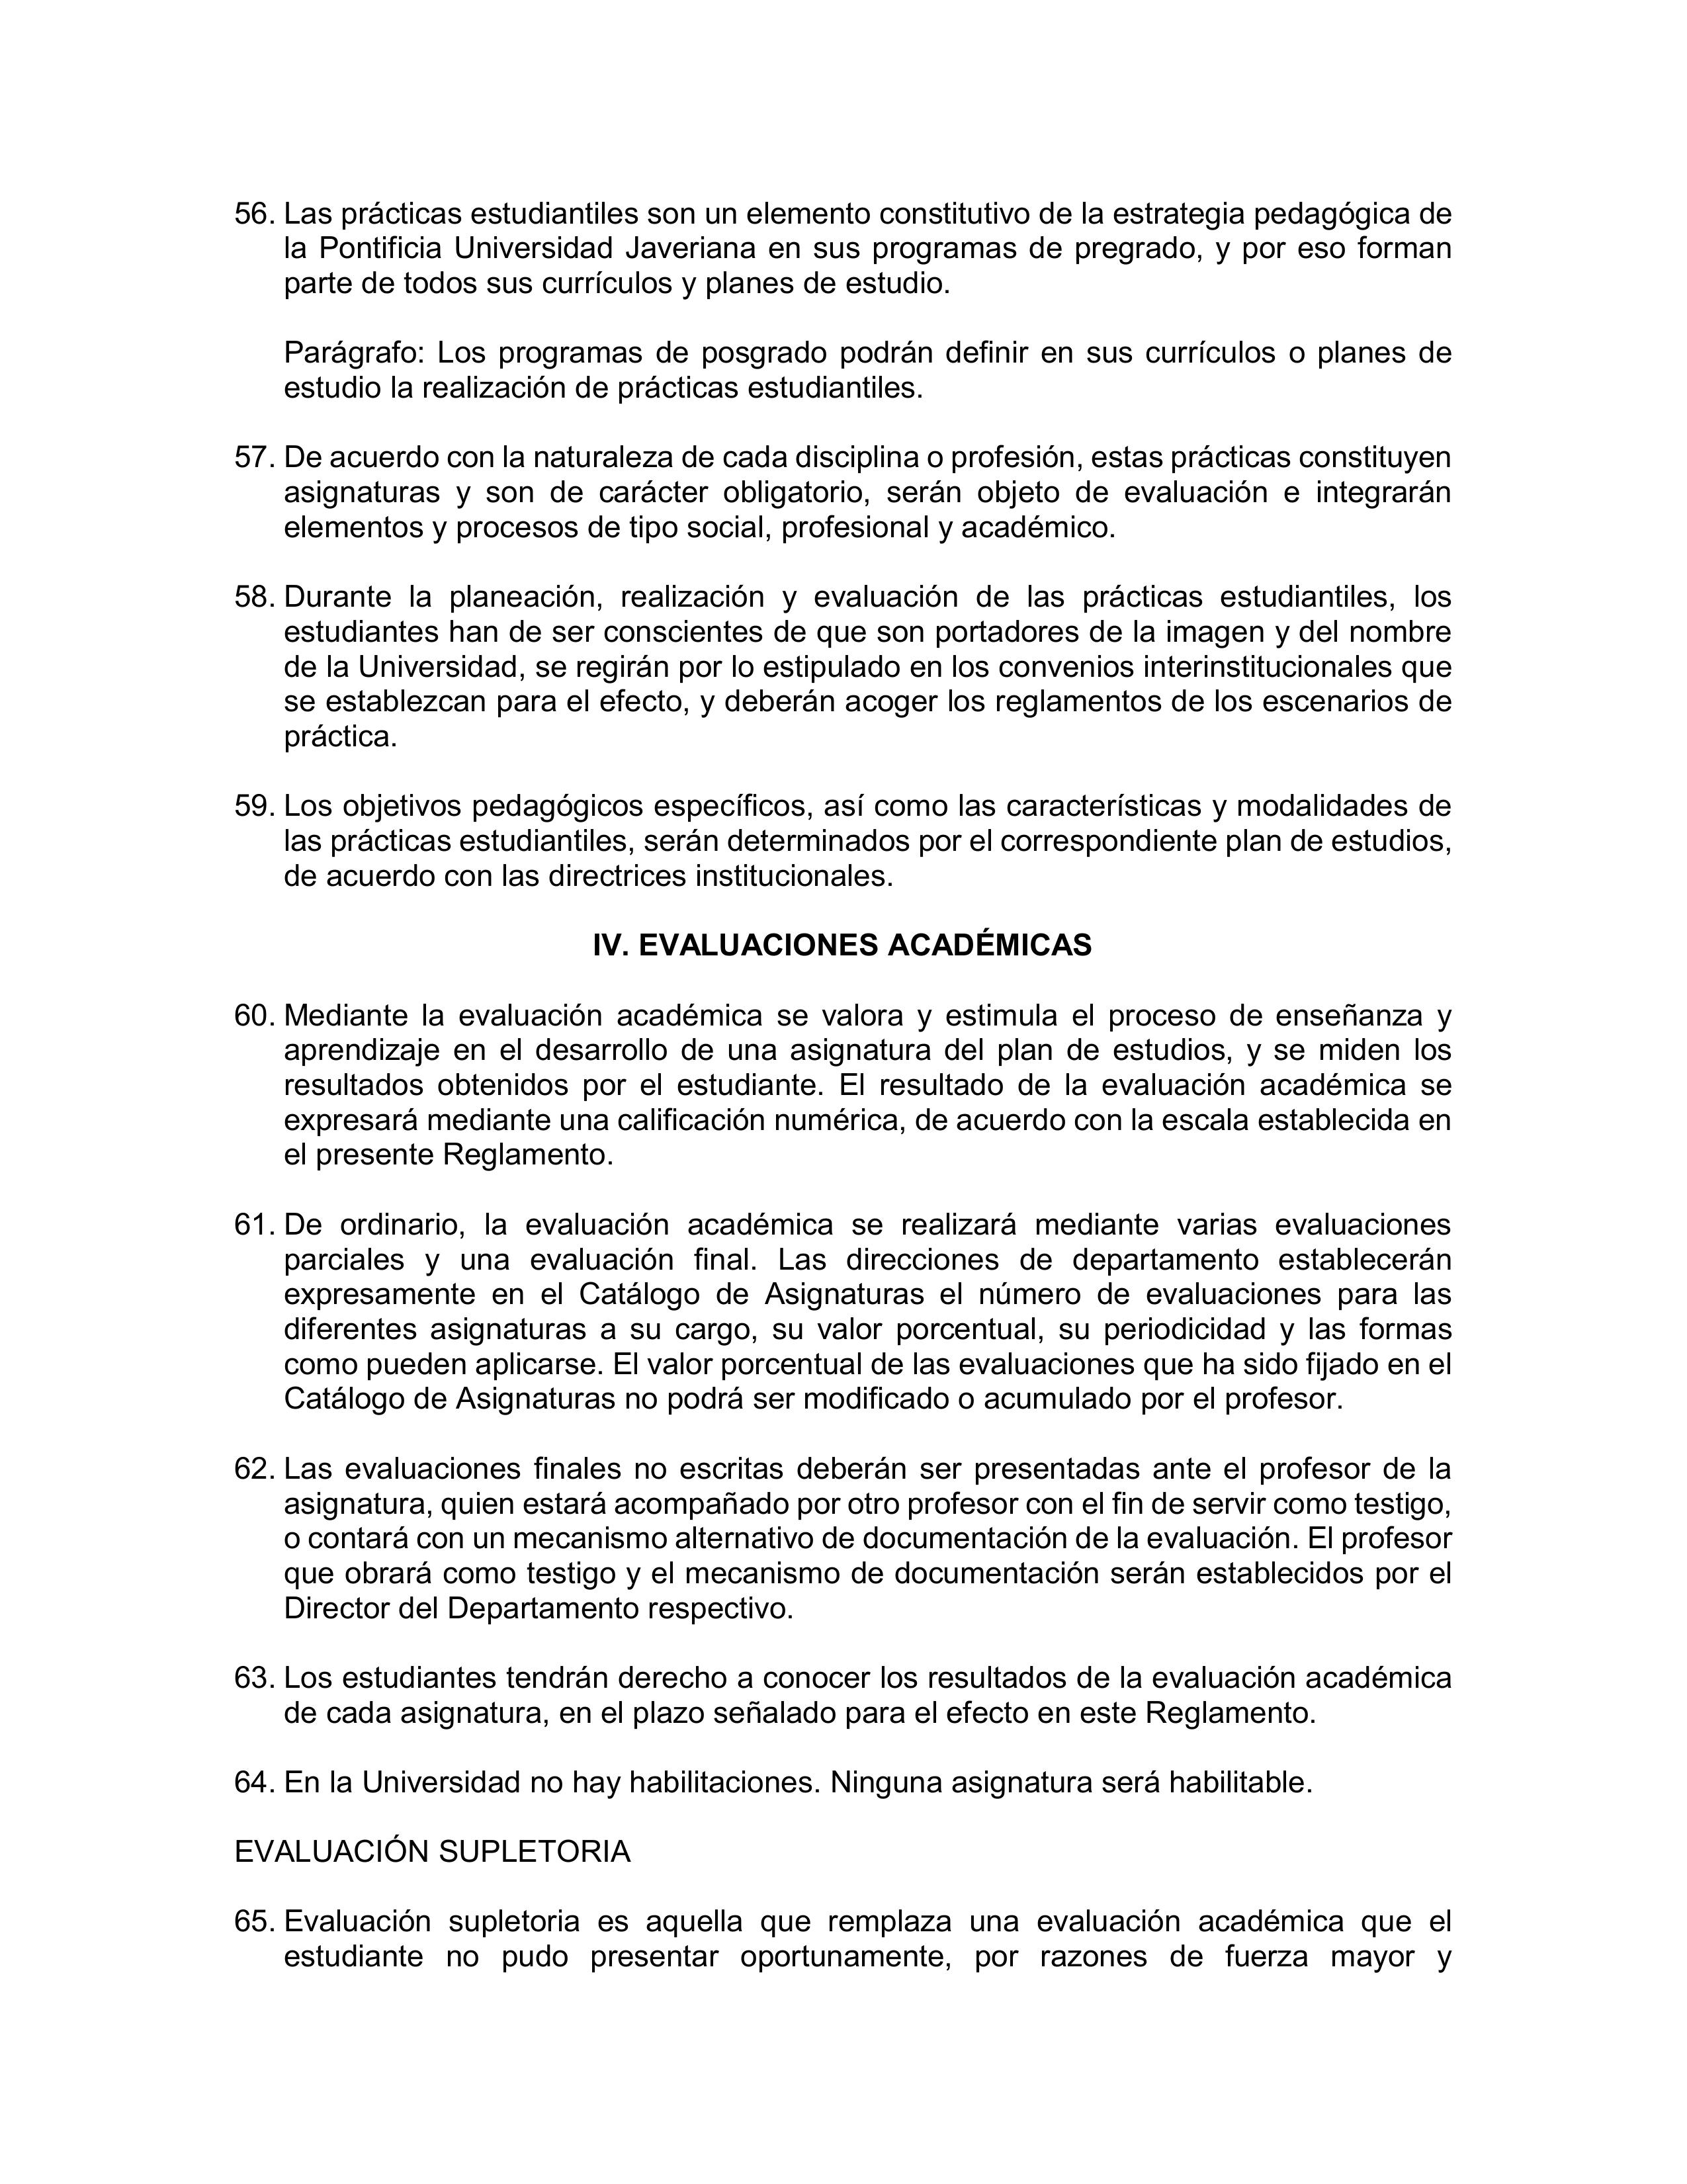 56. Las prácticas estudiantiles son un elemento constitutivo de la estrategia pedagógica de
la Pontificia Universidad Javeriana en sus programas de pregrado, y por eso forman
parte de todos sus currículos y planes de estudio.
Parágrafo: Los programas de posgrado podrán definir en sus currículos o planes de
estudio la realización de prácticas estudiantiles.
57. De acuerdo con la naturaleza de cada disciplina o profesión, estas prácticas constituyen
asignaturas y son de carácter obligatorio, serán objeto de evaluación e integrarán
elementos y procesos de tipo social, profesional y académico.
58. Durante la planeación, realización y evaluación de las prácticas estudiantiles, los
estudiantes han de ser conscientes de que son portadores de la imagen y del nombre
de la Universidad, se regirán por lo estipulado en los convenios interinstitucionales que
se establezcan para el efecto, y deberán acoger los reglamentos de los escenarios de
práctica.
59. Los objetivos pedagógicos específicos, así como las características y modalidades de
las prácticas estudiantiles, serán determinados por el correspondiente plan de estudios,
de acuerdo con las directrices institucionales.
IV. EVALUACIONES ACADÉMICAS
60. Mediante la evaluación académica se valora y estimula el proceso de enseñanza y
aprendizaje en el desarrollo de una asignatura del plan de estudios, y se miden los
resultados obtenidos por el estudiante. El resultado de la evaluación académica se
expresará mediante una calificación numérica, de acuerdo con la escala establecida en
el presente Reglamento.
61. De ordinario, la evaluación académica se realizará mediante varias evaluaciones
parciales y una evaluación final. Las direcciones de departamento establecerán
expresamente en el Catálogo de Asignaturas el número de evaluaciones para las
diferentes asignaturas a su cargo, su valor porcentual, su periodicidad y las formas
como pueden aplicarse. El valor porcentual de las evaluaciones que ha sido fijado en el
Catálogo de Asignaturas no podrá ser modificado o acumulado por el profesor.
62. Las evaluaciones finales no escritas deberán ser presentadas ante el profesor de la
asignatura, quien estará acompañado por otro profesor con el fin de servir como testigo,
o contará con un mecanismo alternativo de documentación de la evaluación. El profesor
que obrará como testigo y el mecanismo de documentación serán establecidos por el
Director del Departamento respectivo.
63. Los estudiantes tendrán derecho a conocer los resultados de la evaluación académica
de cada asignatura, en el plazo señalado para el efecto en este Reglamento.
64. En la Universidad no hay habilitaciones. Ninguna asignatura será habilitable.
EVALUACIÓN SUPLETORIA
65. Evaluación supletoria es aquella que remplaza una evaluación académica que el
estudiante no pudo presentar oportunamente, por razones de fuerza mayor y